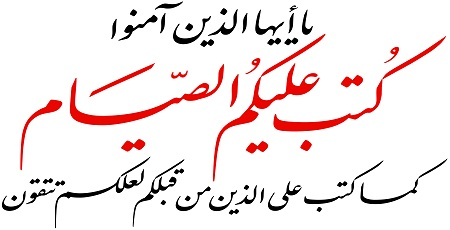 يا أيها الذين آمنوا
كُتب عليكُم الصّيام
كما كتب على الذين من قبلكم لعلكم تتقون